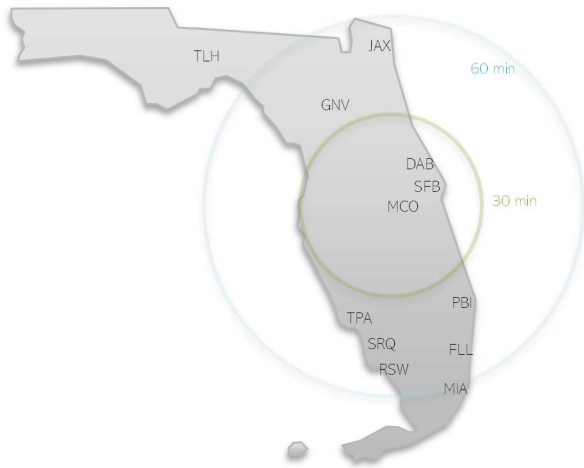 JAX
TLH
60 min
GNV
DAB
SFB
30 min
MCO
PBI
TPA
SRQ
FLL
RSW
MIA